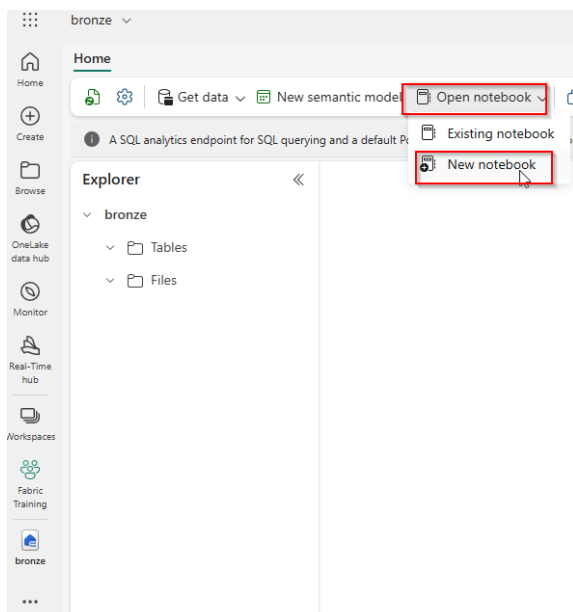 bronze
Home
Get data
New semantic model
Open notebook
A SQL analytics endpoint for SQL querying and a default
Existing notebook
New notebook
Explorer
bronze
Tables
Files
Home
Create
Browse
OneLake
data hub
Monitor
Real-Time
hub
Workspaces
Fabric
Training
bronze